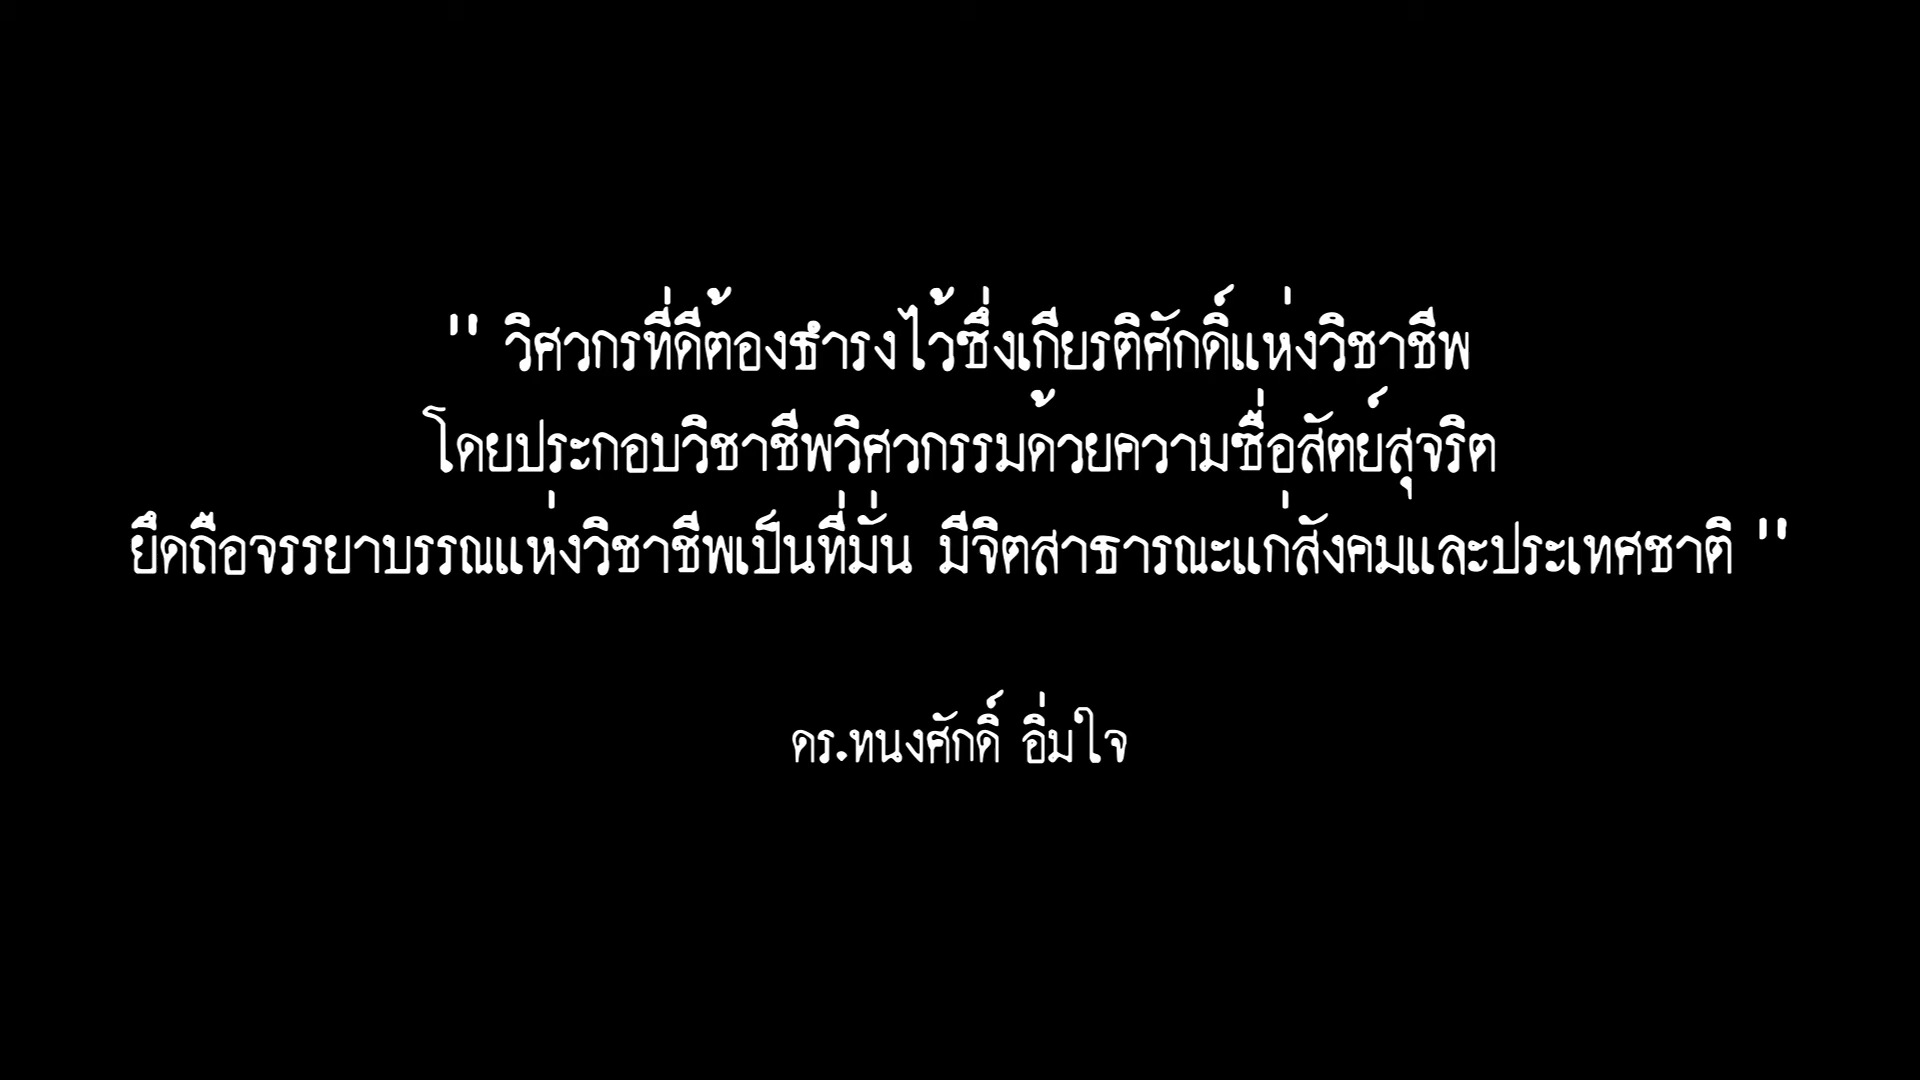 " วิศวกรที่ดีต้องธำรงไว้ซึ่งเกียรติศักดิ์แห่งวิชาชีพ
โดยประกอบวิชาชีพวิศวกรรมด้วยความซื่อสัตย์สุจริต
ยึดถือจรรยาบรรณแห่งวิชาชีพเป็นที่มั่น มีจิตสาธารณะแก่สังคมและประเทศชาติ "
ดร.ทนงศักดิ์ อิ่มใจ